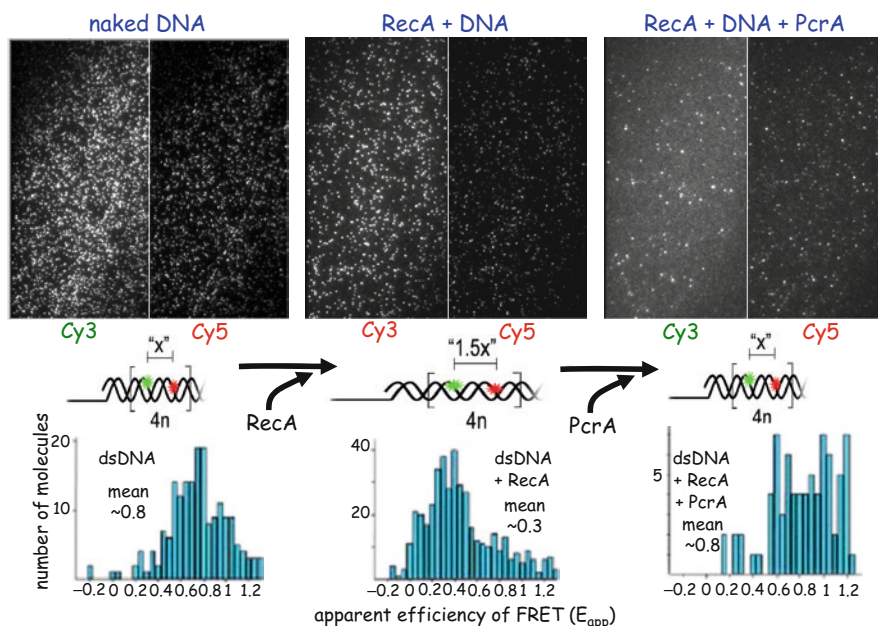 naked DNA RecA + DNA RecA + DNA + PcrA
Cy3 Cy5 Cy3 Cy5 Cy3 Cy5
"x" "1.5x" "x"
4n 4n 4n
RecA PcrA
number of molecules
20
10
dsDNA
mean
~0.8
−0.2 0 0.2 0.4 0.6 0.8 1 1.2
40
20
dsDNA
+ RecA
mean
~0.3
−0.2 0 0.2 0.4 0.6 0.8 1 1.2
5
dsDNA
+ RecA
+ PcrA
mean
~0.8
−0.2 0 0.2 0.4 0.6 0.8 1 1.2
apparent efficiency of FRET (Eapp)